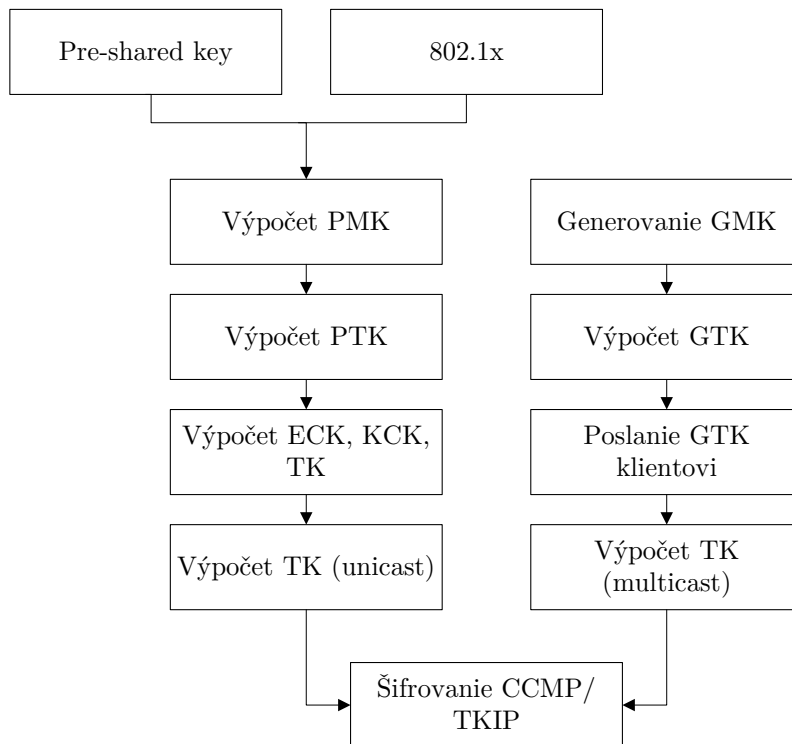 Pre-shared key
802.1x
Výpočet PMK
Generovanie GMK
Výpočet PTK
Výpočet GTK
Výpočet ECK, KCK,
TK
Poslanie GTK
klientovi
Výpočet TK (unicast)
Výpočet TK
(multicast)
Šifrovanie CCMP/
TKIP